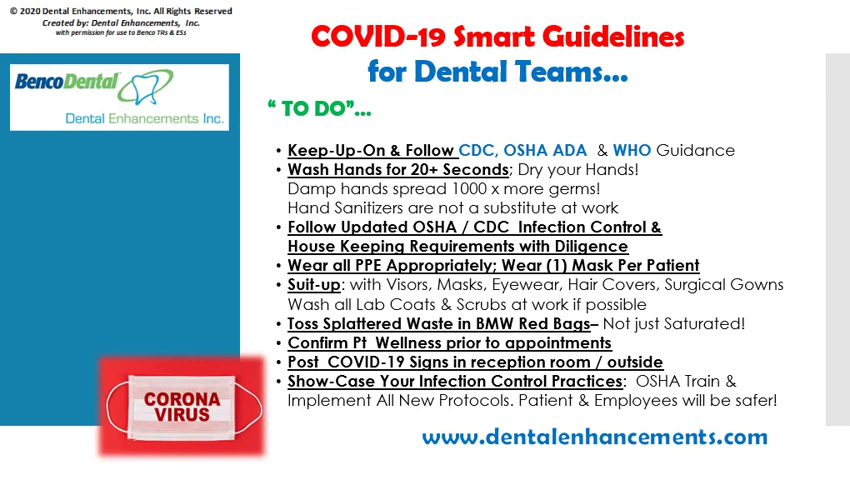 © 2020 Dental Enhancements, Inc. All Rights Reserved
Created by: Dental Enhancements, Inc.
with permission for use to Benco TRs & ESs
BencoDental
Dental Enhancements Inc.
COVID-19 Smart Guidelines
for Dental Teams...
“ TO DO”...
• Keep-Up-On & Follow CDC, OSHA ADA & WHO Guidance
• Wash Hands for 20+ Seconds; Dry your Hands!
Damp hands spread 1000 x more germs!
Hand Sanitizers are not a substitute at work
• Follow Updated OSHA / CDC Infection Control &
House Keeping Requirements with Diligence
• Wear all PPE Appropriately; Wear (1) Mask Per Patient
• Suit-up: with Visors, Masks, Eyewear, Hair Covers, Surgical Gowns
Wash all Lab Coats & Scrubs at work if possible
• Toss Splattered Waste in BMW Red Bags– Not just Saturated!
• Confirm Pt Wellness prior to appointments
• Post COVID-19 Signs in reception room / outside
• Show-Case Your Infection Control Practices: OSHA Train &
Implement All New Protocols. Patient & Employees will be safer!
CORONA
VIRUS
www.dentalenhancements.com